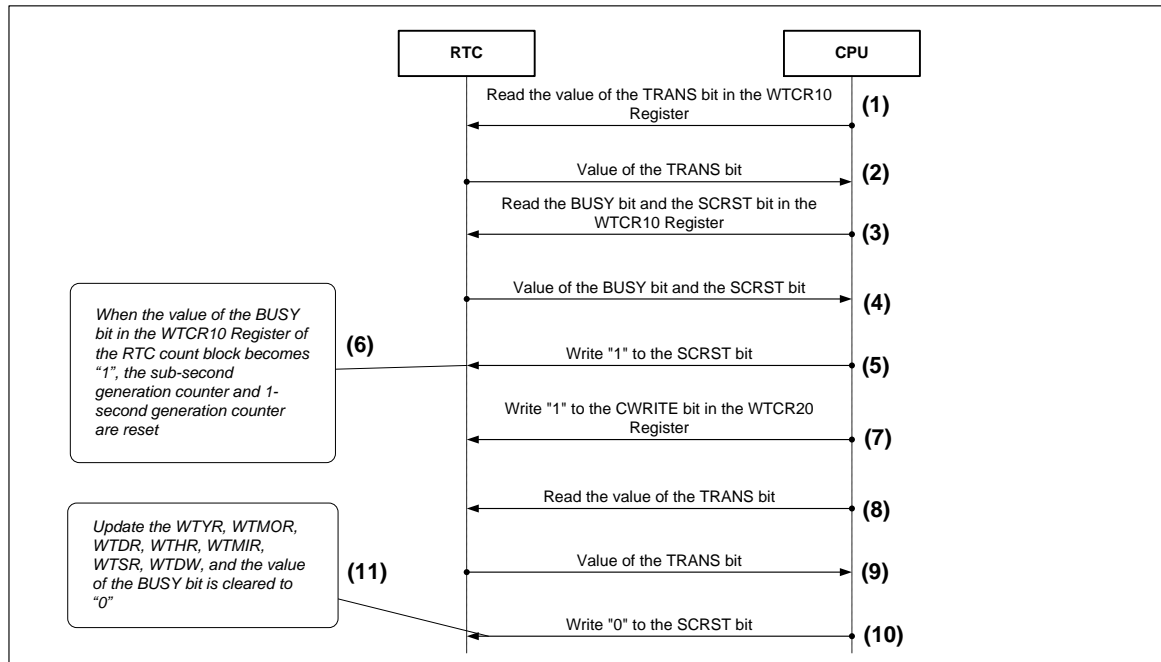 RTC
CPU
Read the value of the TRANS bit in the WTCR10
Register
(1)
Value of the TRANS bit
(2)
Read the BUSY bit and the SCRST bit in the
WTCR10 Register
(3)
Value of the BUSY bit and the SCRST bit
(4)
When the value of the BUSY
bit in the WTCR10 Register of
the RTC count block becomes
“1”, the sub-second
generation counter and 1-
second generation counter
are reset
(6)
Write "1" to the SCRST bit
(5)
Write "1" to the CWRITE bit in the WTCR20
Register
(7)
Read the value of the TRANS bit
(8)
Update the WTYR, WTMOR,
WTDR, WTHR, WTMIR,
WTSR, WTDW, and the value
of the BUSY bit is cleared to
“0”
(11)
Value of the TRANS bit
(9)
Write "0" to the SCRST bit
(10)